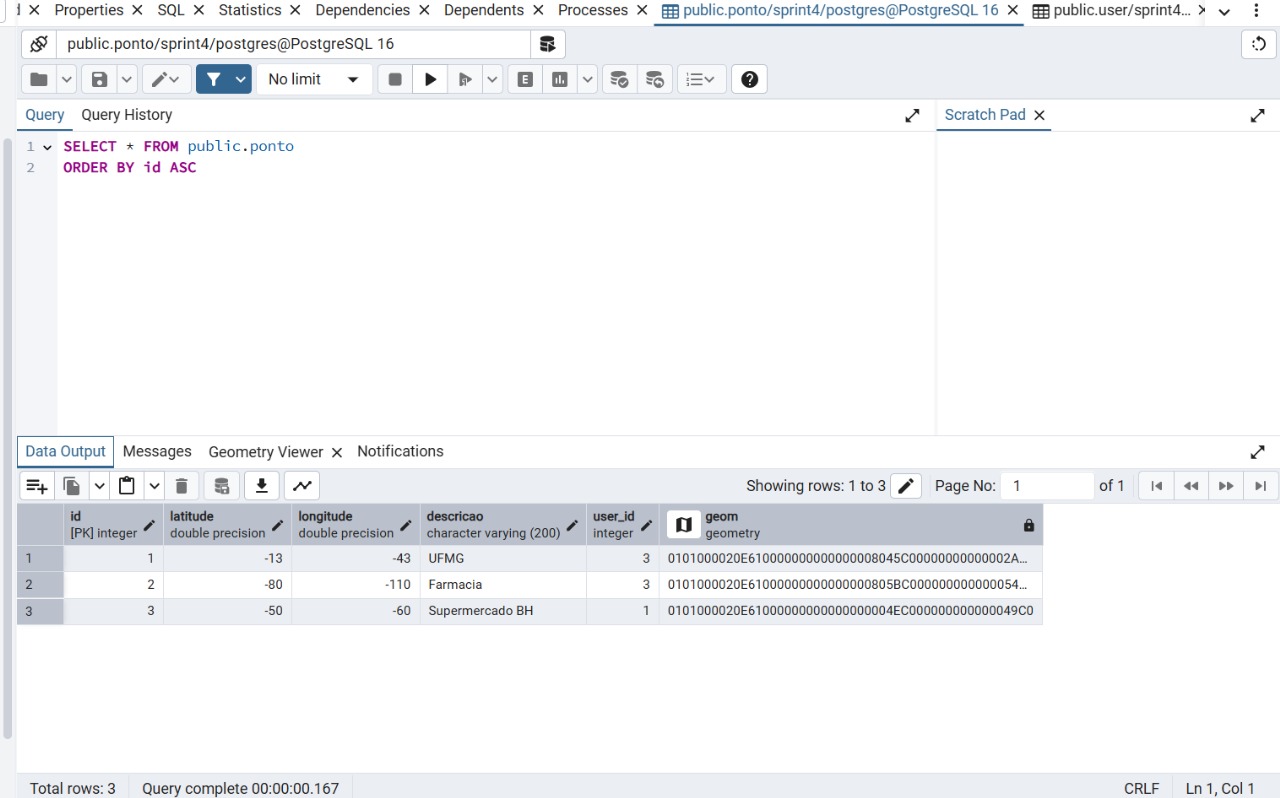 Properties SQL Statistics Dependencies Dependents Processes public.ponto/sprint4/postgres@PostgreSQL 16 public.user/sprint4...
public.ponto/sprint4/postgres@PostgreSQL 16
No limit
Query Query History Scratch Pad
1 SELECT * FROM public.ponto
2 ORDER BY id ASC
Data Output Messages Geometry Viewer Notifications
Showing rows: 1 to 3 Page No: 1 of 1
id latitude longitude descricao user_id geom
[PK] integer double precision double precision character varying (200) integer geometry
1 1 -13 -43 UFMG 3 0101000020E610000000000000008045C00000000000002A…
2 2 -80 -110 Farmacia 3 0101000020E61000000000000000805BC000000000000054…
3 3 -50 -60 Supermercado BH 1 0101000020E61000000000000000004EC000000000000049C0
Total rows: 3 Query complete 00:00:00.167 CRLF Ln 1, Col 1